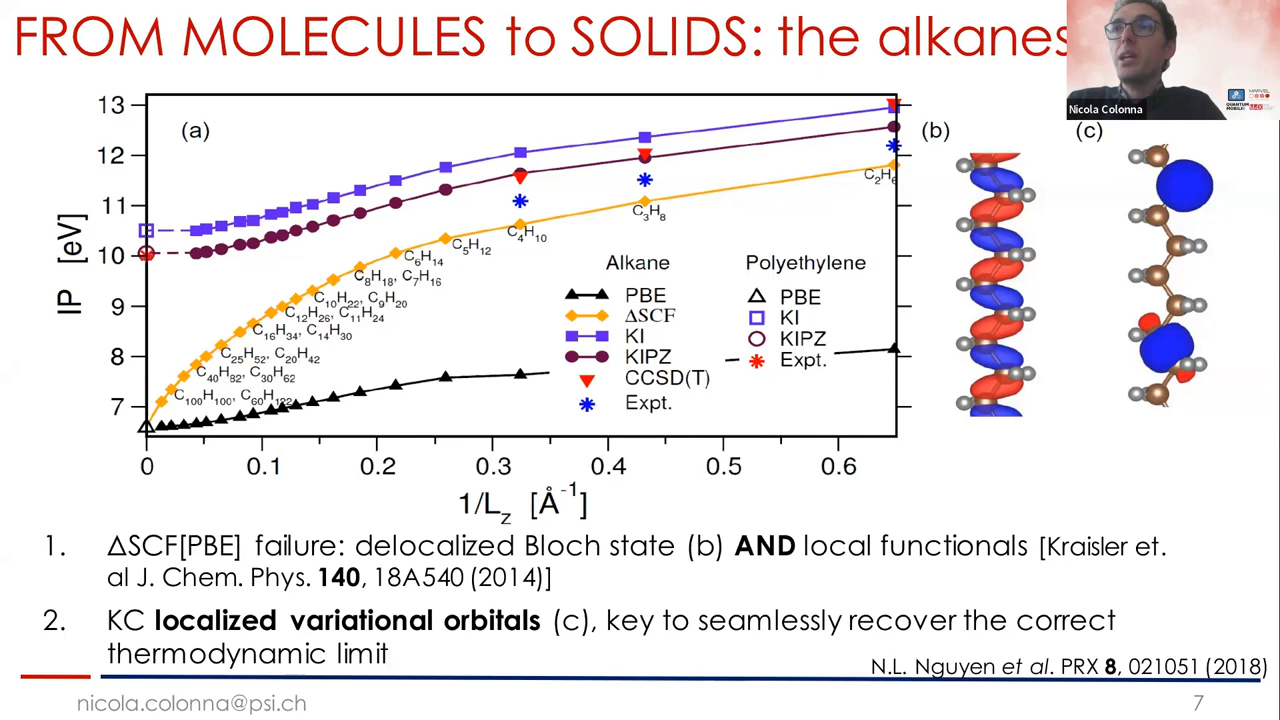 FROM MOLECULES to SOLIDS: the alkanes
Nicola Colonna
QUANTUM MOBILE
MARVEL
13
12
11
10
9
8
7
IP [eV]
(a)
(b)
(c)
C2H6
C3H8
C4H10
C5H12
C6H14
C8H18, C7H16
C10H22, C9H20
C12H26, C11H24
C16H34, C14H30
C25H52, C20H42
C40H82, C30H62
C100H100, C60H122
Alkane
PBE
ΔSCF
KI
KIPZ
CCSD(T)
Expt.
Polyethylene
PBE
KI
KIPZ
Expt.
0 0.1 0.2 0.3 0.4 0.5 0.6
1/Lz [Å-1]
1. ΔSCF[PBE] failure: delocalized Bloch state (b) AND local functionals [Kraisler et.
al J. Chem. Phys. 140, 18A540 (2014)]
2. KC localized variational orbitals (c), key to seamlessly recover the correct
thermodynamic limit
N.L. Nguyen et al. PRX 8, 021051 (2018)
nicola.colonna@psi.ch
7